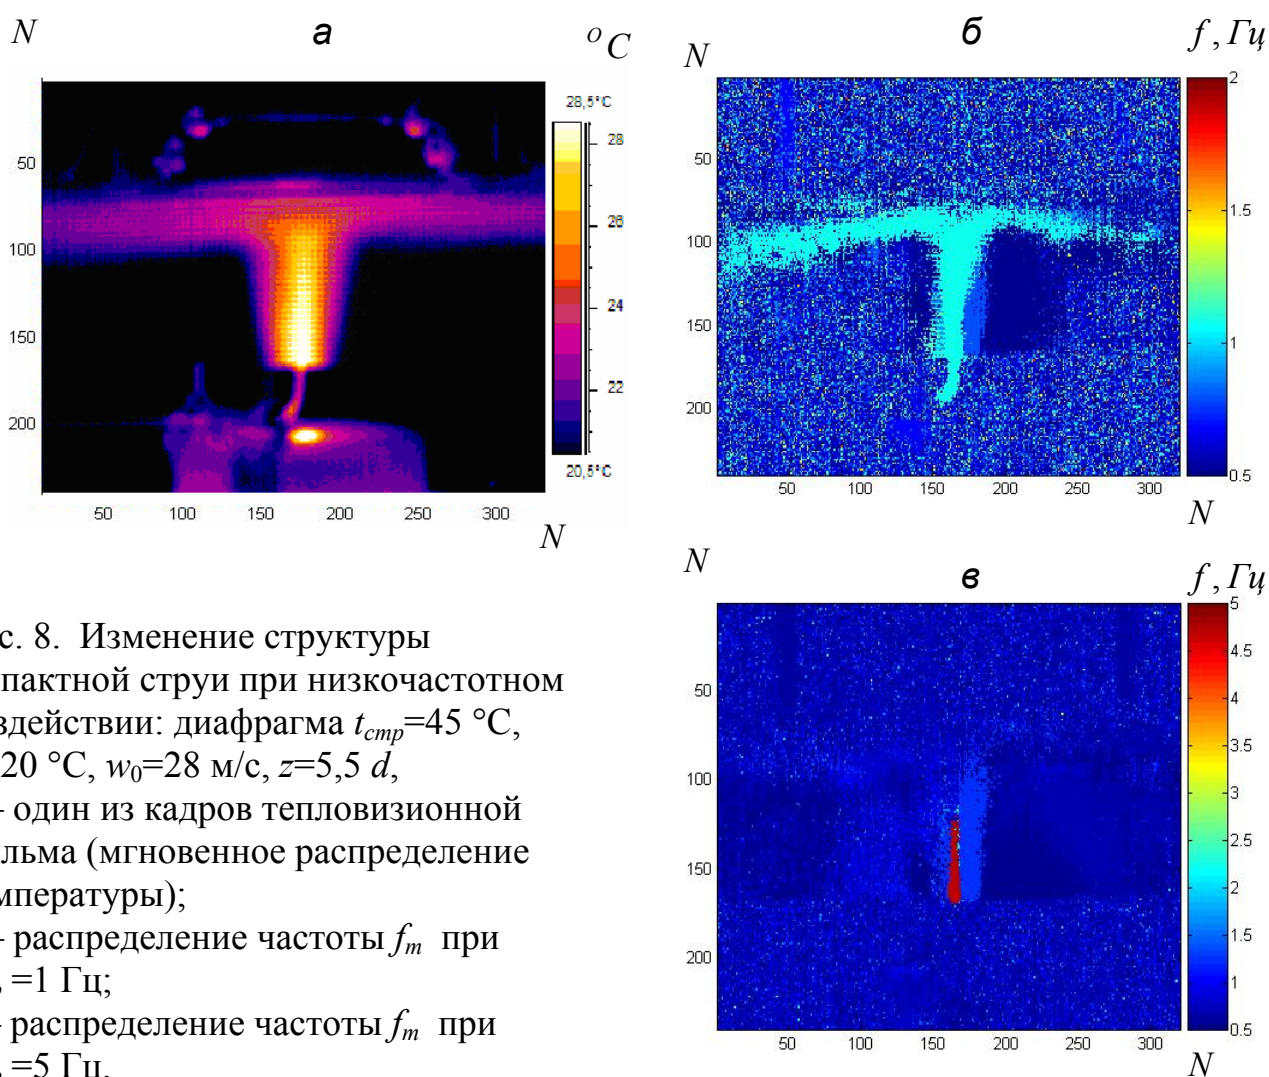 N а °C
28,5°C
28
26
24
22
20,5°C
50
100
150
200
50 100 150 200 250 300
N
N б f, Гц
2
1.5
1
0.5
50
100
150
200
50 100 150 200 250 300
N
N в f, Гц
5
4.5
4
3.5
3
2.5
2
1.5
1
0.5
50
100
150
200
50 100 150 200 250 300
N
с. 8. Изменение структуры
пактной струи при низкочастотном
здействии: диафрагма tстр=45 °C,
20 °C, w0=28 м/с, z=5,5 d,
– один из кадров тепловизионной
льма (мгновенное распределение
мпературы);
– распределение частоты fm при
=1 Гц;
– распределение частоты fm при
=5 Гц.